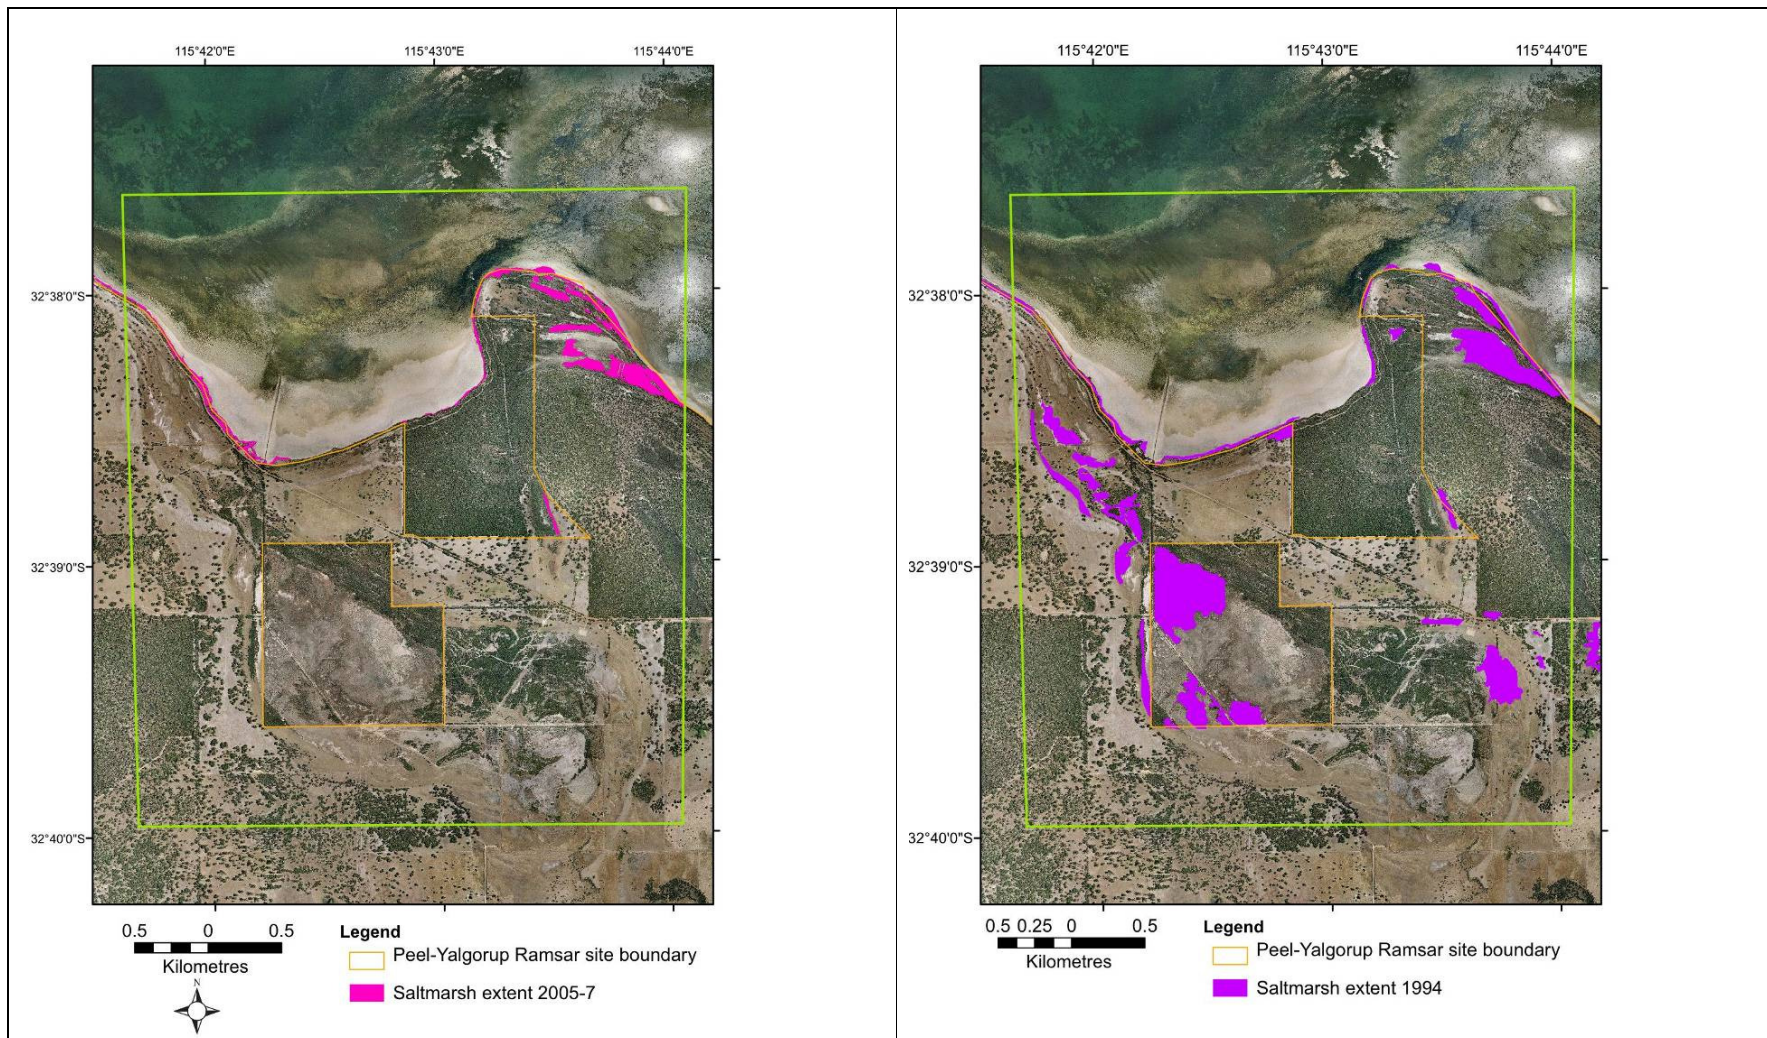 115°42'0"E 115°43'0"E 115°44'0"E
32°38'0"S
32°39'0"S
32°40'0"S
0.5 0 0.5
Kilometres
N
Legend
Peel-Yalgorup Ramsar site boundary
Saltmarsh extent 2005-7
115°42'0"E 115°43'0"E 115°44'0"E
32°38'0"S
32°39'0"S
32°40'0"S
0.5 0.25 0 0.5
Kilometres
Legend
Peel-Yalgorup Ramsar site boundary
Saltmarsh extent 1994